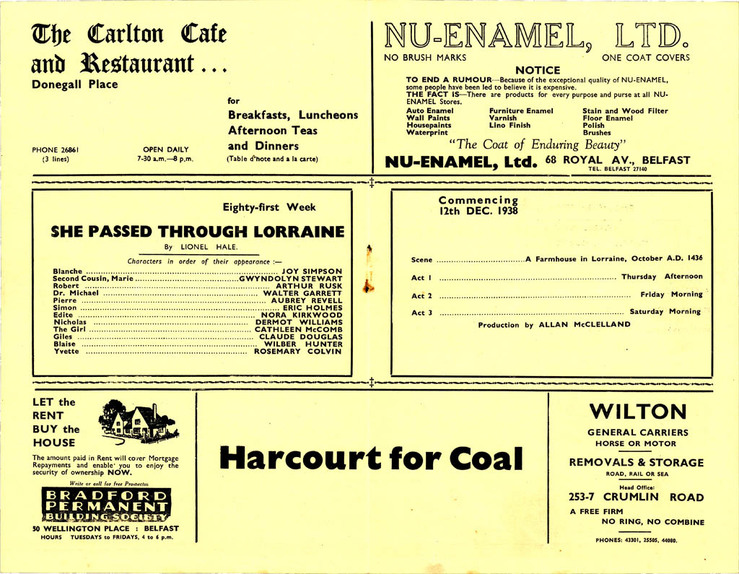 The Carlton Cafe
and Restaurant ...
Donegall Place
for
Breakfasts, Luncheons
Afternoon Teas
and Dinners
(Table d'hote and a la carte)
PHONE 26861
(3 lines)
OPEN DAILY
7-30 a.m.—8 p.m.
NU-ENAMEL, LTD.
NO BRUSH MARKS ONE COAT COVERS
NOTICE
TO END A RUMOUR—Because of the exceptional quality of NU-ENAMEL,
some people have been led to believe it is expensive.
THE FACT IS—There are products for every purpose and purse at all NU-
ENAMEL Stores.
Auto Enamel Furniture Enamel Stain and Wood Filter
Wall Paints Varnish Floor Enamel
Housepaints Lino Finish Polish
Waterprint Brushes
"The Coat of Enduring Beauty"
NU-ENAMEL, Ltd. 68 ROYAL AV., BELFAST
TEL. BELFAST 27140
Eighty-first Week
SHE PASSED THROUGH LORRAINE
By LIONEL HALE.
Characters in order of their appearance :—
Blanche ... JOY SIMPSON
Second Cousin, Marie ... GWYNDOLYN STEWART
Robert ... ARTHUR RUSK
Dr. Michael ... WALTER GARRETT
Pierre ... AUBREY REVELL
Simon ... ERIC HOLMES
Edite ... NORA KIRKWOOD
Nicholas ... DERMOT WILLIAMS
The Girl ... CATHLEEN McCOMB
Giles ... CLAUDE DOUGLAS
Blaise ... WILBER HUNTER
Yvette ... ROSEMARY COLVIN
Commencing
12th DEC. 1938
Scene ... A Farmhouse in Lorraine, October A.D. 1436
Act 1 ... Thursday Afternoon
Act 2 ... Friday Morning
Act 3 ... Saturday Morning
Production by ALLAN McCLELLAND
LET the
RENT
BUY the
HOUSE
The amount paid in Rent will cover Mortgage
Repayments and enable you to enjoy the
security of ownership NOW.
Write or call for free Prospectus.
BRADFORD
PERMANENT
BUILDING SOCIETY
50 WELLINGTON PLACE : BELFAST
HOURS TUESDAYS to FRIDAYS, 4 to 6 p.m.
Harcourt for Coal
WILTON
GENERAL CARRIERS
HORSE OR MOTOR
REMOVALS & STORAGE
ROAD, RAIL OR SEA
Head Office:
253-7 CRUMLIN ROAD
A FREE FIRM
NO RING, NO COMBINE
PHONES: 43301, 25505, 44080.